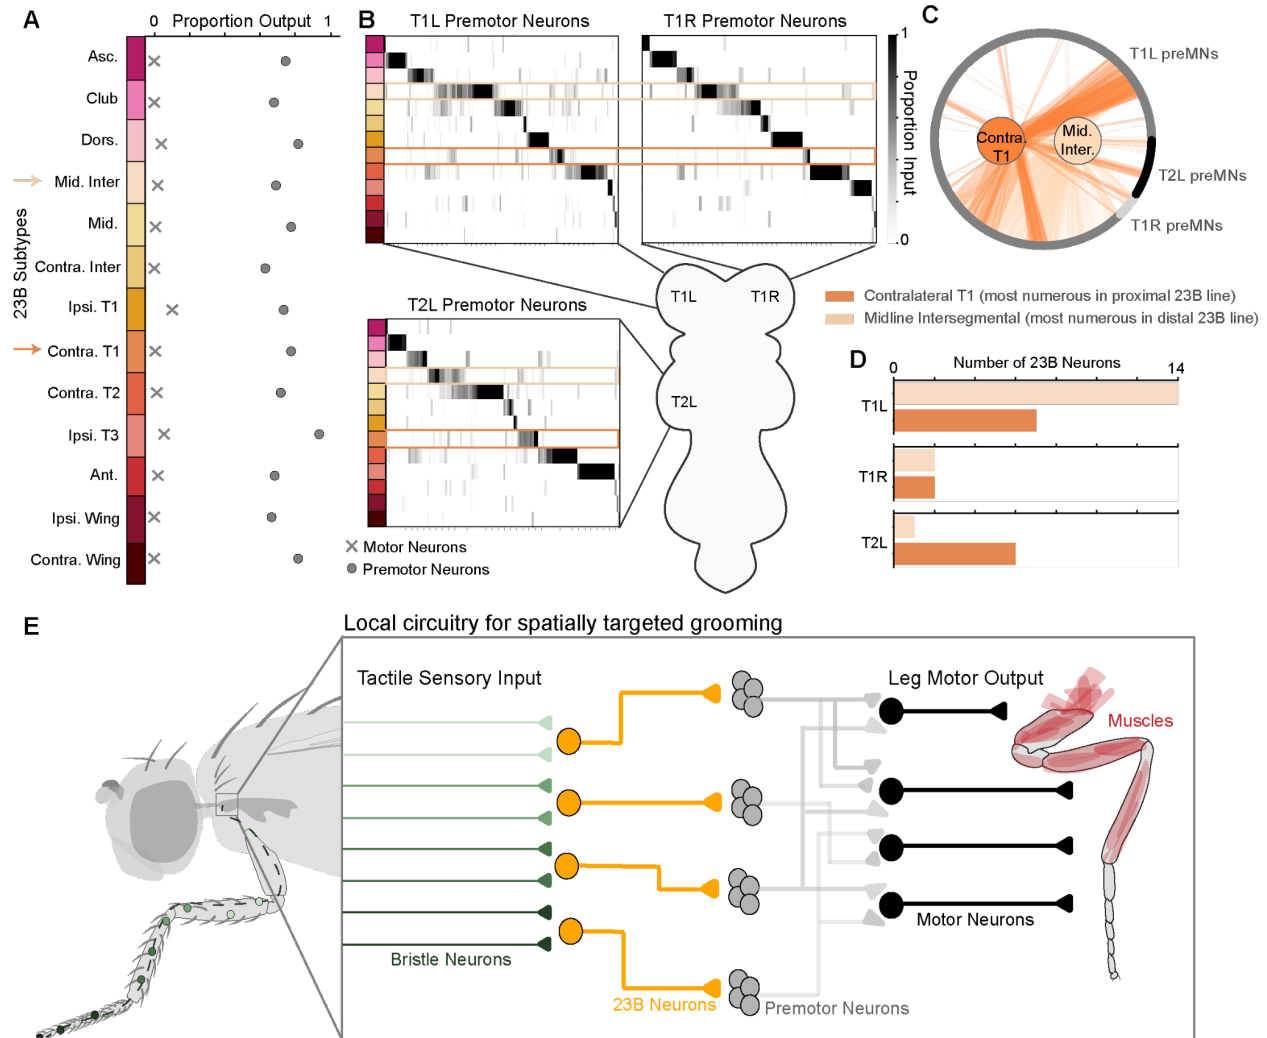 A
0 Proportion Output 1
Asc.
Club
Dors.
Mid. Inter
Mid.
Contra. Inter
Ipsi. T1
Contra. T1
Contra. T2
Ipsi. T3
Ant.
Ipsi. Wing
Contra. Wing
23B Subtypes
B
T1L Premotor Neurons
T1R Premotor Neurons
1
Porportion Input
0
T2L Premotor Neurons
Motor Neurons
Premotor Neurons
T1L
T1R
T2L
C
T1L preMNs
Contra.
T1
Mid.
Inter.
T2L preMNs
T1R preMNs
Contralateral T1 (most numerous in proximal 23B line)
Midline Intersegmental (most numerous in distal 23B line)
D
Number of 23B Neurons
0
14
T1L
T1R
T2L
E
Local circuitry for spatially targeted grooming
Tactile Sensory Input
Leg Motor Output
Muscles
Motor Neurons
Bristle Neurons
23B Neurons
Premotor Neurons